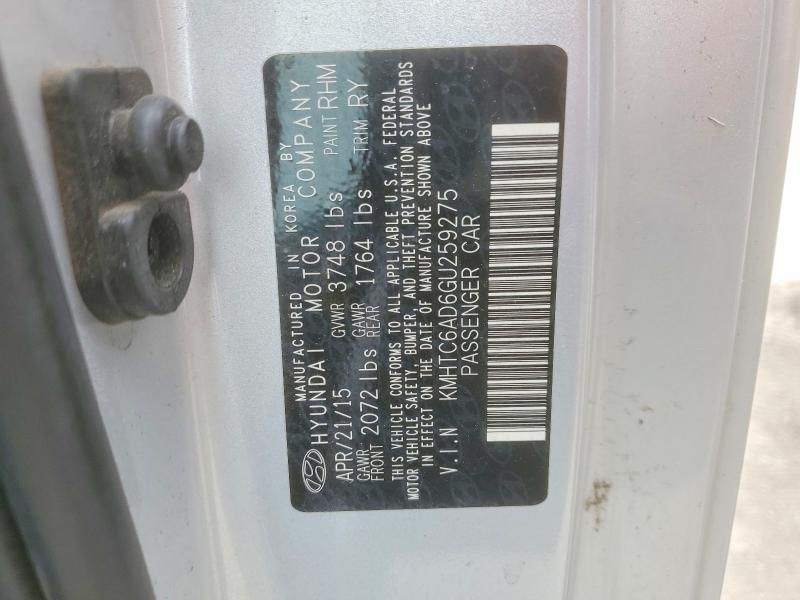 MANUFACTURED IN KOREA BY
HYUNDAI MOTOR COMPANY
APR/21/15 GVWR 3748 lbs PAINT RHM
GAWR FRONT 2072 lbs GAWR REAR 1764 lbs TRIM RY
THIS VEHICLE CONFORMS TO ALL APPLICABLE U.S.A. FEDERAL
MOTOR VEHICLE SAFETY, BUMPER, AND THEFT PREVENTION STANDARDS
IN EFFECT ON THE DATE OF MANUFACTURE SHOWN ABOVE
V.I.N KMHTC6AD6GU259275
PASSENGER CAR